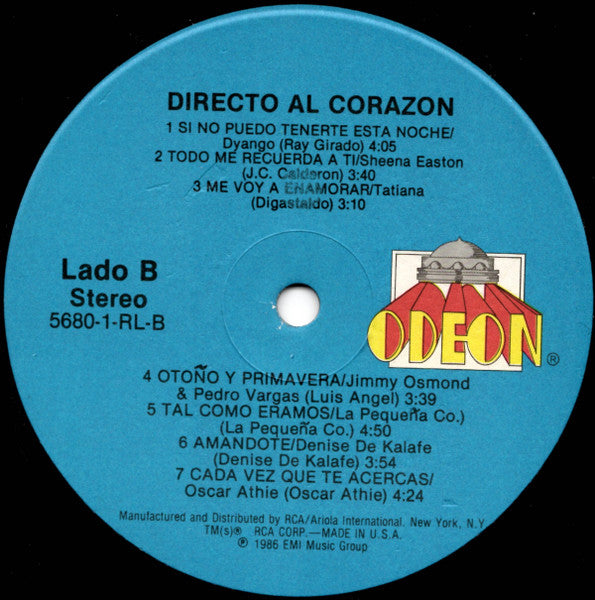 DIRECTO AL CORAZON
1 SI NO PUEDO TENERTE ESTA NOCHE/
Dyango (Ray Girado) 4:05
2 TODO ME RECUERDA A TI/Sheena Easton
(J.C. Calderon) 3:40
3 ME VOY A ENAMORAR/Tatiana
(Digastaldo) 3:10
Lado B
Stereo
5680-1-RL-B
ODEON®
4 OTOÑO Y PRIMAVERA/Jimmy Osmond
& Pedro Vargas (Luis Angel) 3:39
5 TAL COMO ERAMOS/La Pequeña Co.)
(La Pequeña Co.) 4:50
6 AMANDOTE/Denise De Kalafe
(Denise De Kalafe) 3:54
7 CADA VEZ QUE TE ACERCAS/
Oscar Athie (Oscar Athie) 4:24
Manufactured and Distributed by RCA/Ariola International. New York, N.Y.
TM(s)® RCA CORP.—MADE IN U.S.A.
℗ 1986 EMI Music Group